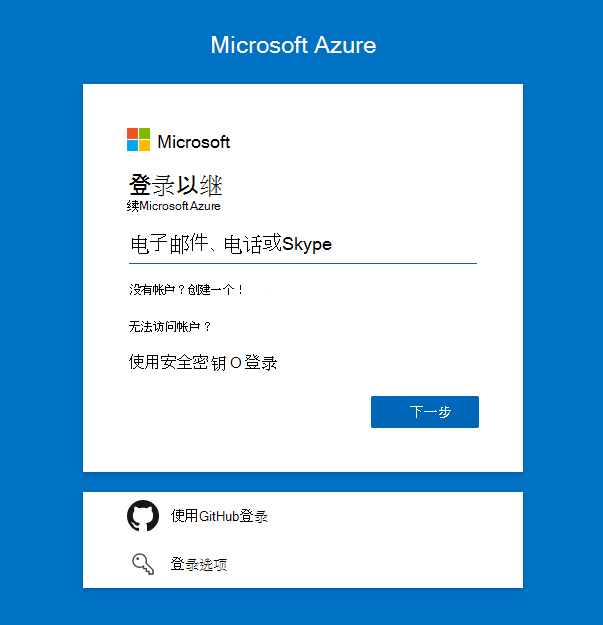 Microsoft Azure
Microsoft
登录以继
续Microsoft Azure
电子邮件、电话或Skype
没有帐户？创建一个！
无法访问帐户？
使用安全密钥 O 登录
下一步
使用GitHub登录
登录选项